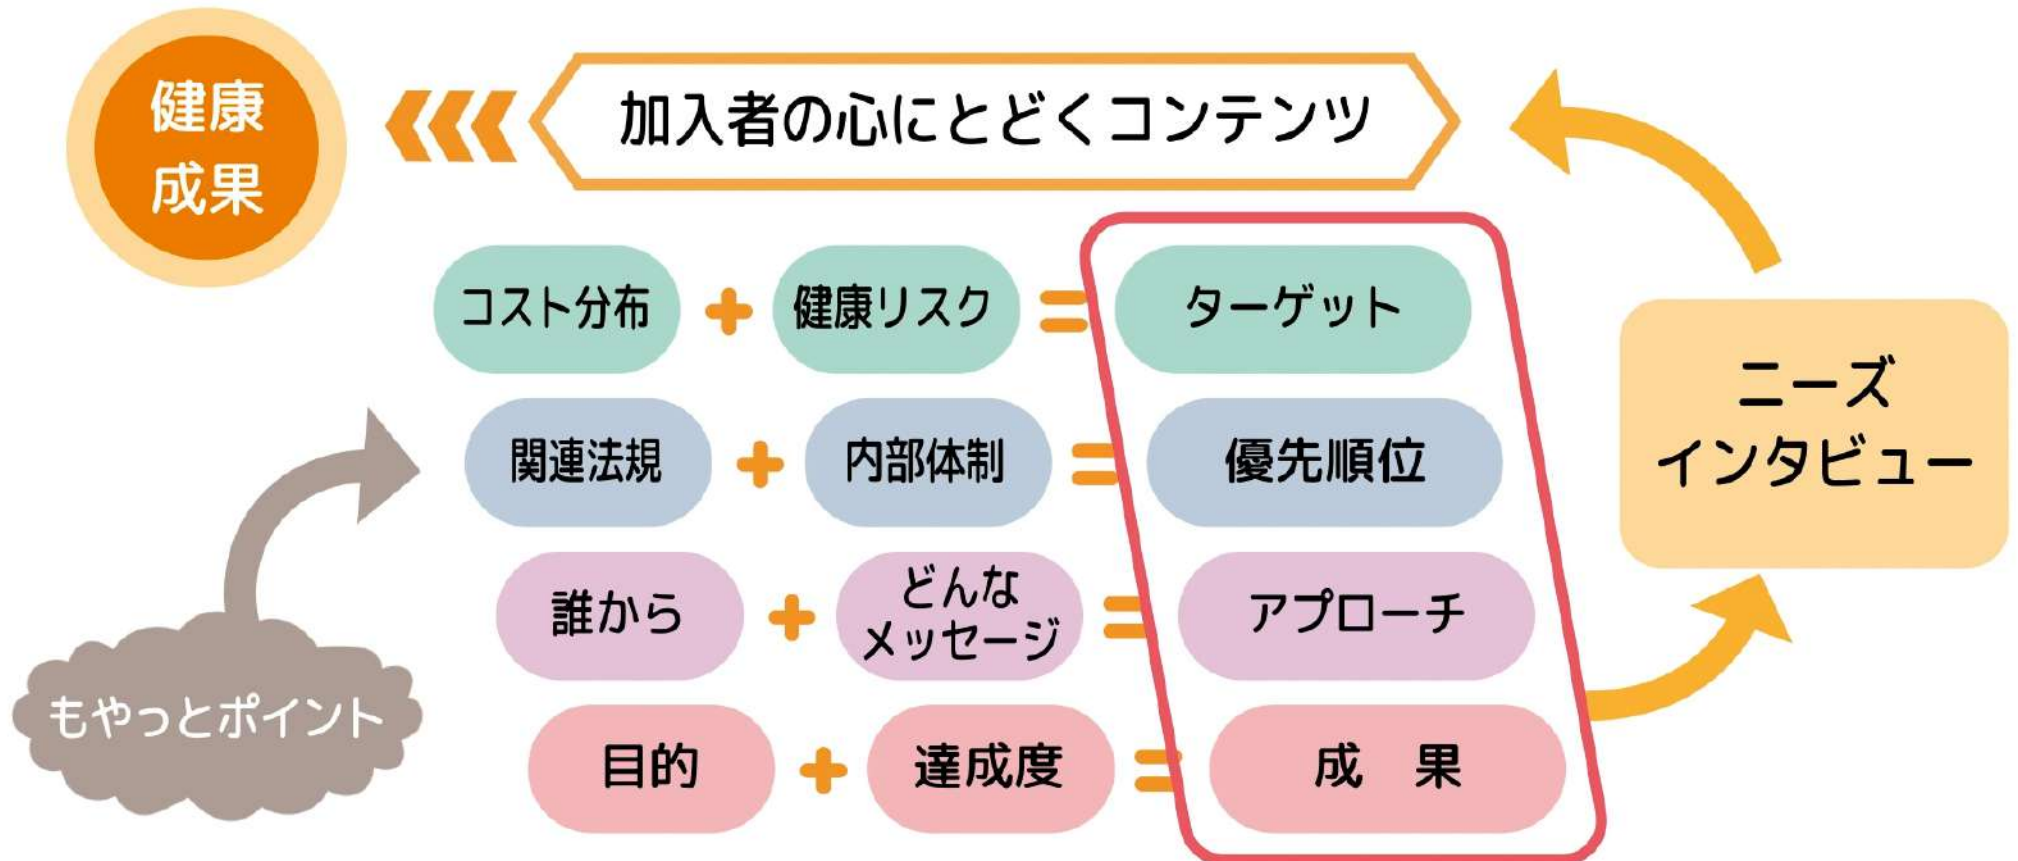 健康
成果
加入者の心にとどくコンテンツ
コスト分布 + 健康リスク = ターゲット
関連法規 + 内部体制 = 優先順位
誰から + どんな
メッセージ = アプローチ
目的 + 達成度 = 成　果
もやっとポイント
ニーズ
インタビュー